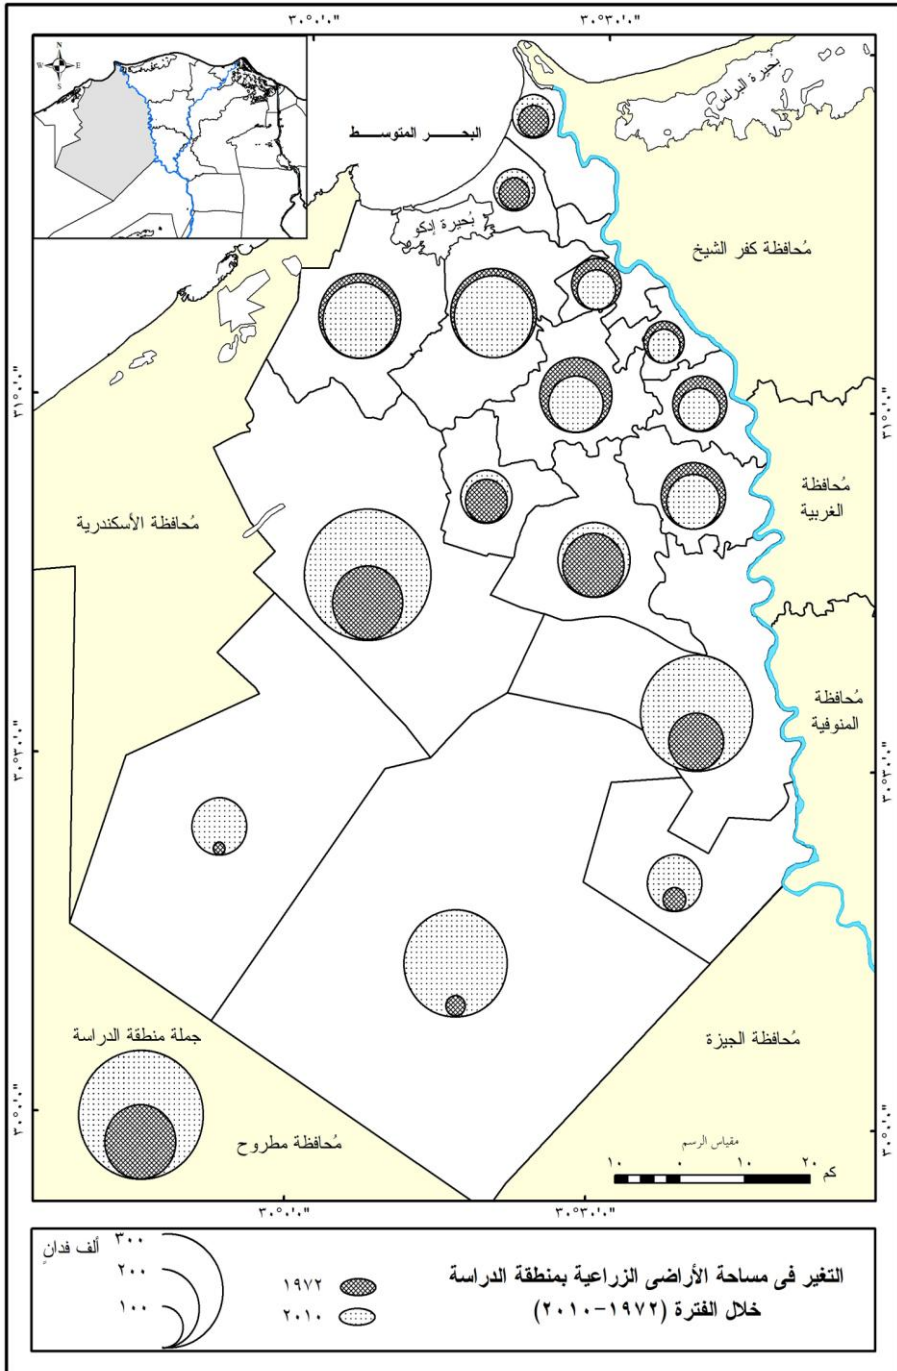 ٣٠°٠'٠"
٣٠°٣٠'٠"
N
W E
S
البحـــر المتوســـط
بُحيرة البرلس
بُحيرة إدكو
مُحافظة كفر الشيخ
٣١°٠'٠"
٣١°٠'٠"
مُحافظة الأسكندرية
مُحافظة
الغربية
مُحافظة
المنوفية
٣٠°٣٠'٠"
٣٠°٣٠'٠"
جملة منطقة الدراسة
مُحافظة الجيزة
مُحافظة مطروح
٣٠°٠'٠"
٣٠°٠'٠"
مقياس الرسم
١٠ ٠ ١٠ ٢٠ كم
٣٠°٠'٠"
٣٠°٣٠'٠"
ألف فدانٍ
٣٠٠
٢٠٠
١٠٠
١٩٧٢
٢٠١٠
التغير فى مساحة الأراضى الزراعية بمنطقة الدراسة
خلال الفترة (١٩٧٢-٢٠١٠)